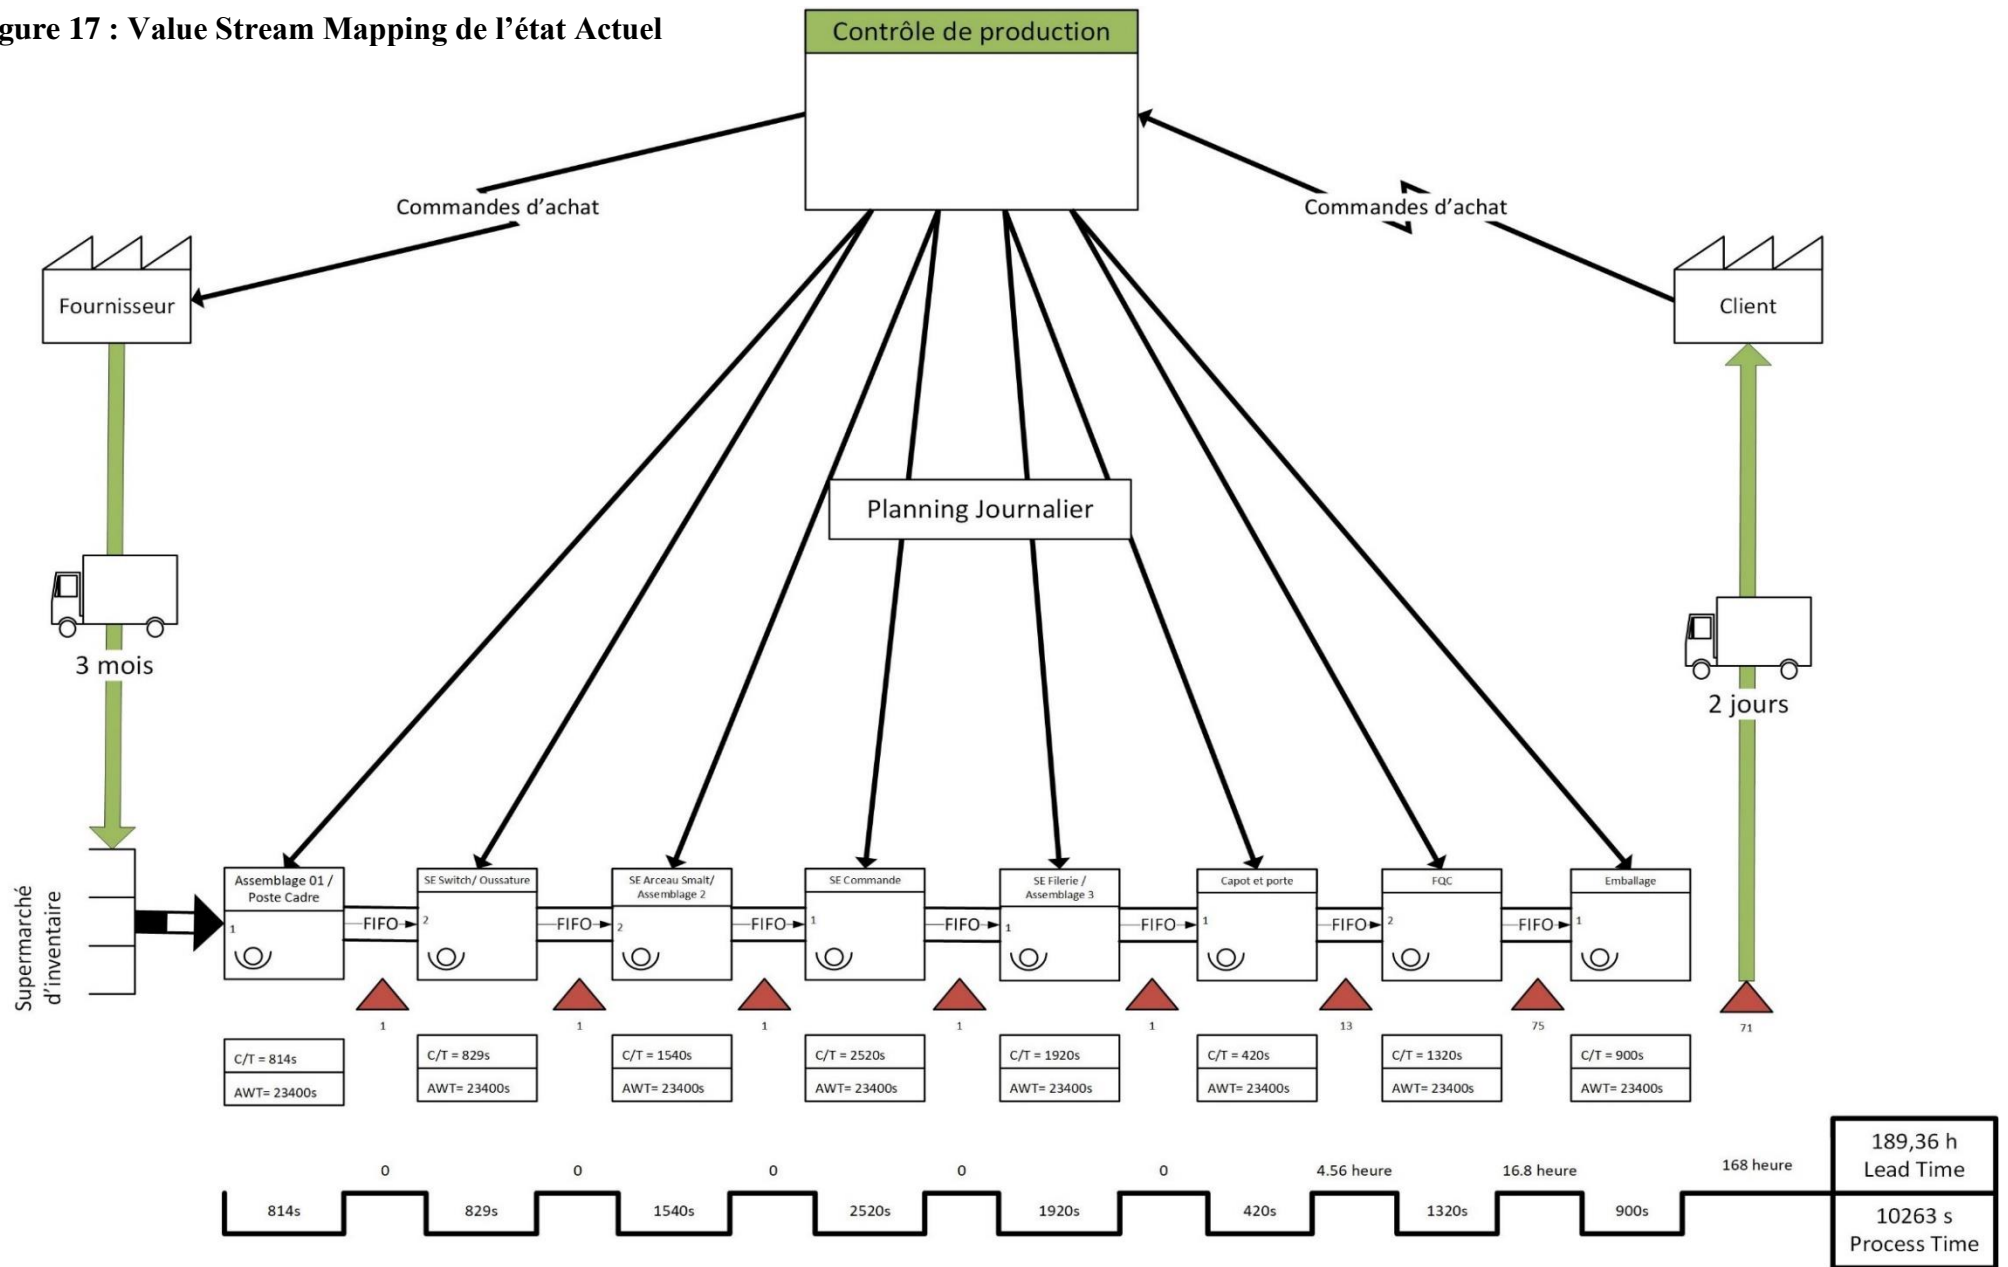 gure 17 : Value Stream Mapping de l’état Actuel
Contrôle de production
Commandes d’achat
Commandes d’achat
Fournisseur
Client
Planning Journalier
3 mois
2 jours
Supermarché
d’inventaire
Assemblage 01 /
Poste Cadre
1
FIFO
SE Switch/ Oussature
2
FIFO
SE Arceau Smalt/
Assemblage 2
2
FIFO
SE Commande
1
FIFO
SE Filerie /
Assemblage 3
1
FIFO
Capot et porte
1
FIFO
FQC
2
FIFO
Emballage
1
1
1
1
1
1
13
75
71
C/T = 814s
AWT= 23400s
C/T = 829s
AWT= 23400s
C/T = 1540s
AWT= 23400s
C/T = 2520s
AWT= 23400s
C/T = 1920s
AWT= 23400s
C/T = 420s
AWT= 23400s
C/T = 1320s
AWT= 23400s
C/T = 900s
AWT= 23400s
0
0
0
0
0
4.56 heure
16.8 heure
168 heure
814s
829s
1540s
2520s
1920s
420s
1320s
900s
189,36 h
Lead Time
10263 s
Process Time